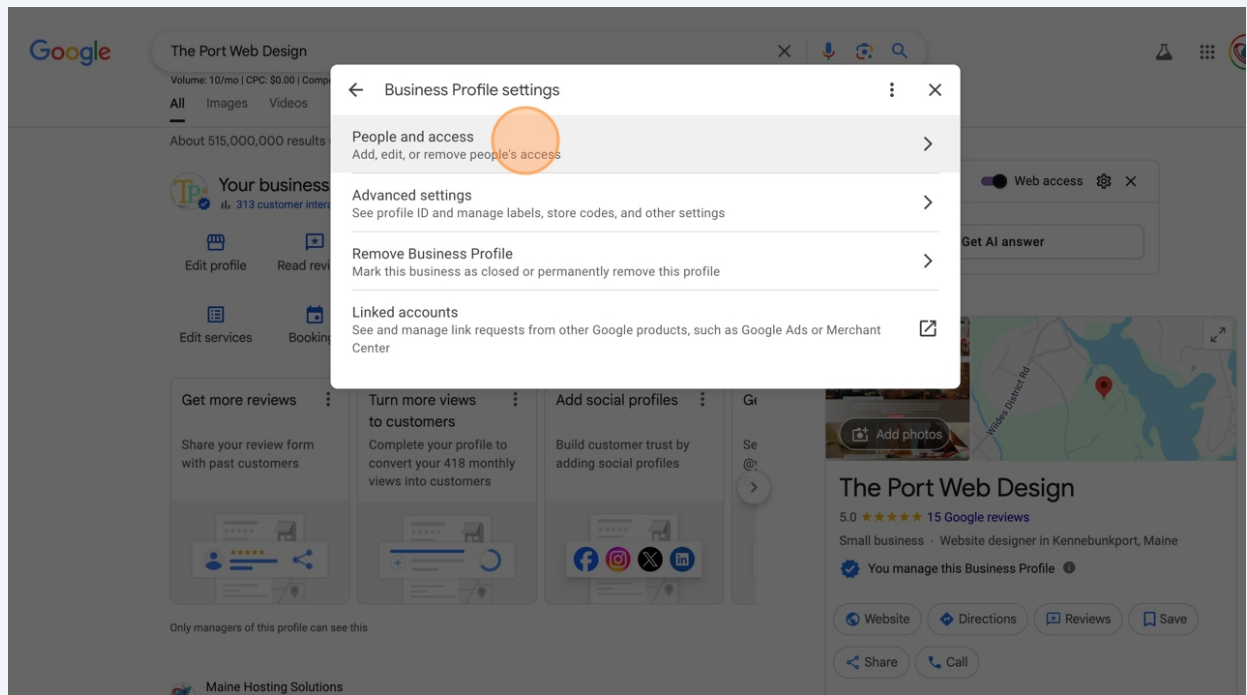 Google
The Port Web Design
Volume: 10/mo | CPC: $0.00 | Comp
All Images Videos
About 515,000,000 results
Business Profile settings
People and access
Add, edit, or remove people's access
Advanced settings
See profile ID and manage labels, store codes, and other settings
Remove Business Profile
Mark this business as closed or permanently remove this profile
Linked accounts
See and manage link requests from other Google products, such as Google Ads or Merchant
Center
TP
Your business
313 customer intera
Edit profile Read revi
Edit services Booking
Web access
Get AI answer
Get more reviews
Share your review form
with past customers
Turn more views
to customers
Complete your profile to
convert your 418 monthly
views into customers
Add social profiles
Build customer trust by
adding social profiles
Ge
Se
Only managers of this profile can see this
Maine Hosting Solutions
Wildes District Rd
Add photos
The Port Web Design
5.0 ★★★★★ 15 Google reviews
Small business · Website designer in Kennebunkport, Maine
You manage this Business Profile
Website Directions Reviews Save
Share Call